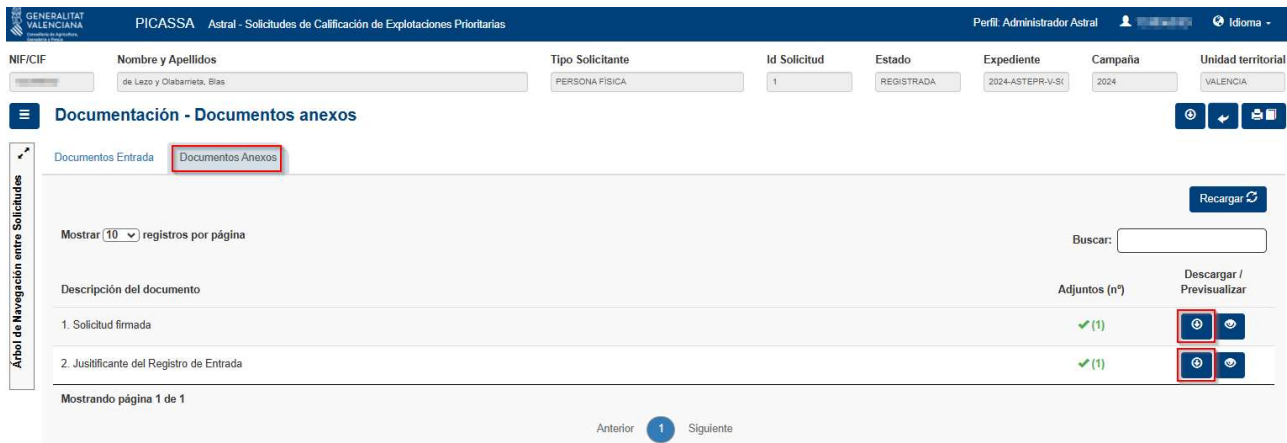 GENERALITAT
VALENCIANA
PICASSA Astral - Solicitudes de Calificación de Explotaciones Prioritarias
Perfil: Administrador Astral
Idioma
NIF/CIF Nombre y Apellidos Tipo Solicitante Id Solicitud Estado Expediente Campaña Unidad territorial
de Lezo y Olabarrieta, Blas PERSONA FÍSICA 1 REGISTRADA 2024-ASTEPR-V-S( 2024 VALENCIA
Documentación - Documentos anexos
Árbol de Navegación entre Solicitudes
Documentos Entrada Documentos Anexos
Recargar
Mostrar 10 registros por página
Buscar:
Descripción del documento Adjuntos (nº) Descargar /
Previsualizar
1. Solicitud firmada (1)
2. Jusitificante del Registro de Entrada (1)
Mostrando página 1 de 1
Anterior 1 Siguiente